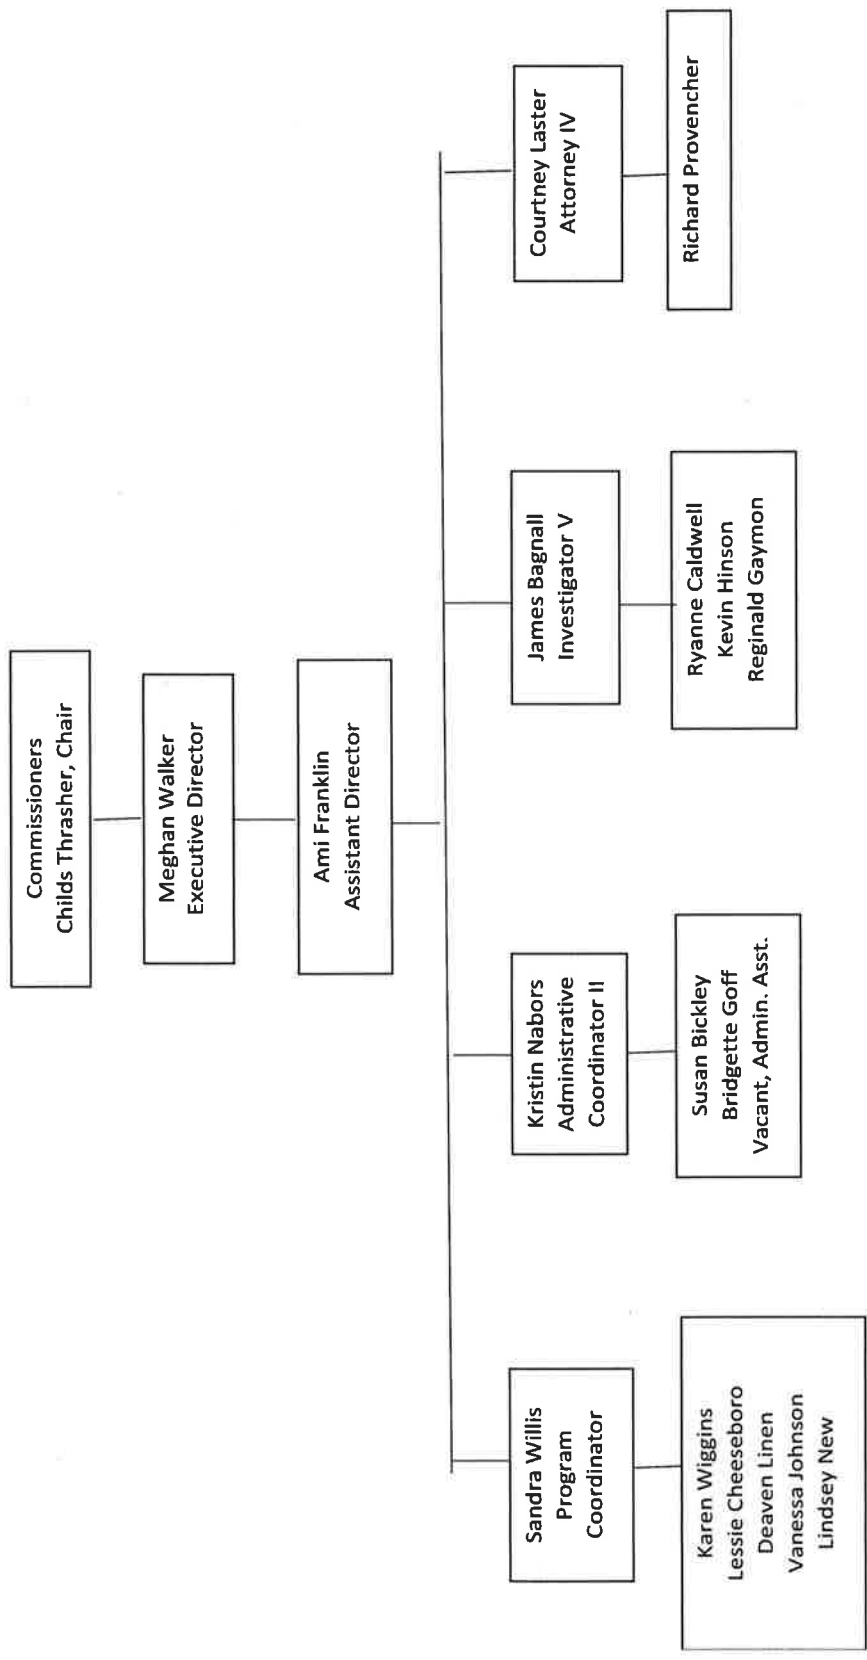 Commissioners
Childs Thrasher, Chair
Meghan Walker
Executive Director
Ami Franklin
Assistant Director
Sandra Willis
Program
Coordinator
Kristin Nabors
Administrative
Coordinator II
James Bagnall
Investigator V
Courtney Laster
Attorney IV
Karen Wiggins
Lessie Cheeseboro
Deaven Linen
Vanessa Johnson
Lindsey New
Susan Bickley
Bridgette Goff
Vacant, Admin. Asst.
Ryanne Caldwell
Kevin Hinson
Reginald Gaymon
Richard Provencher